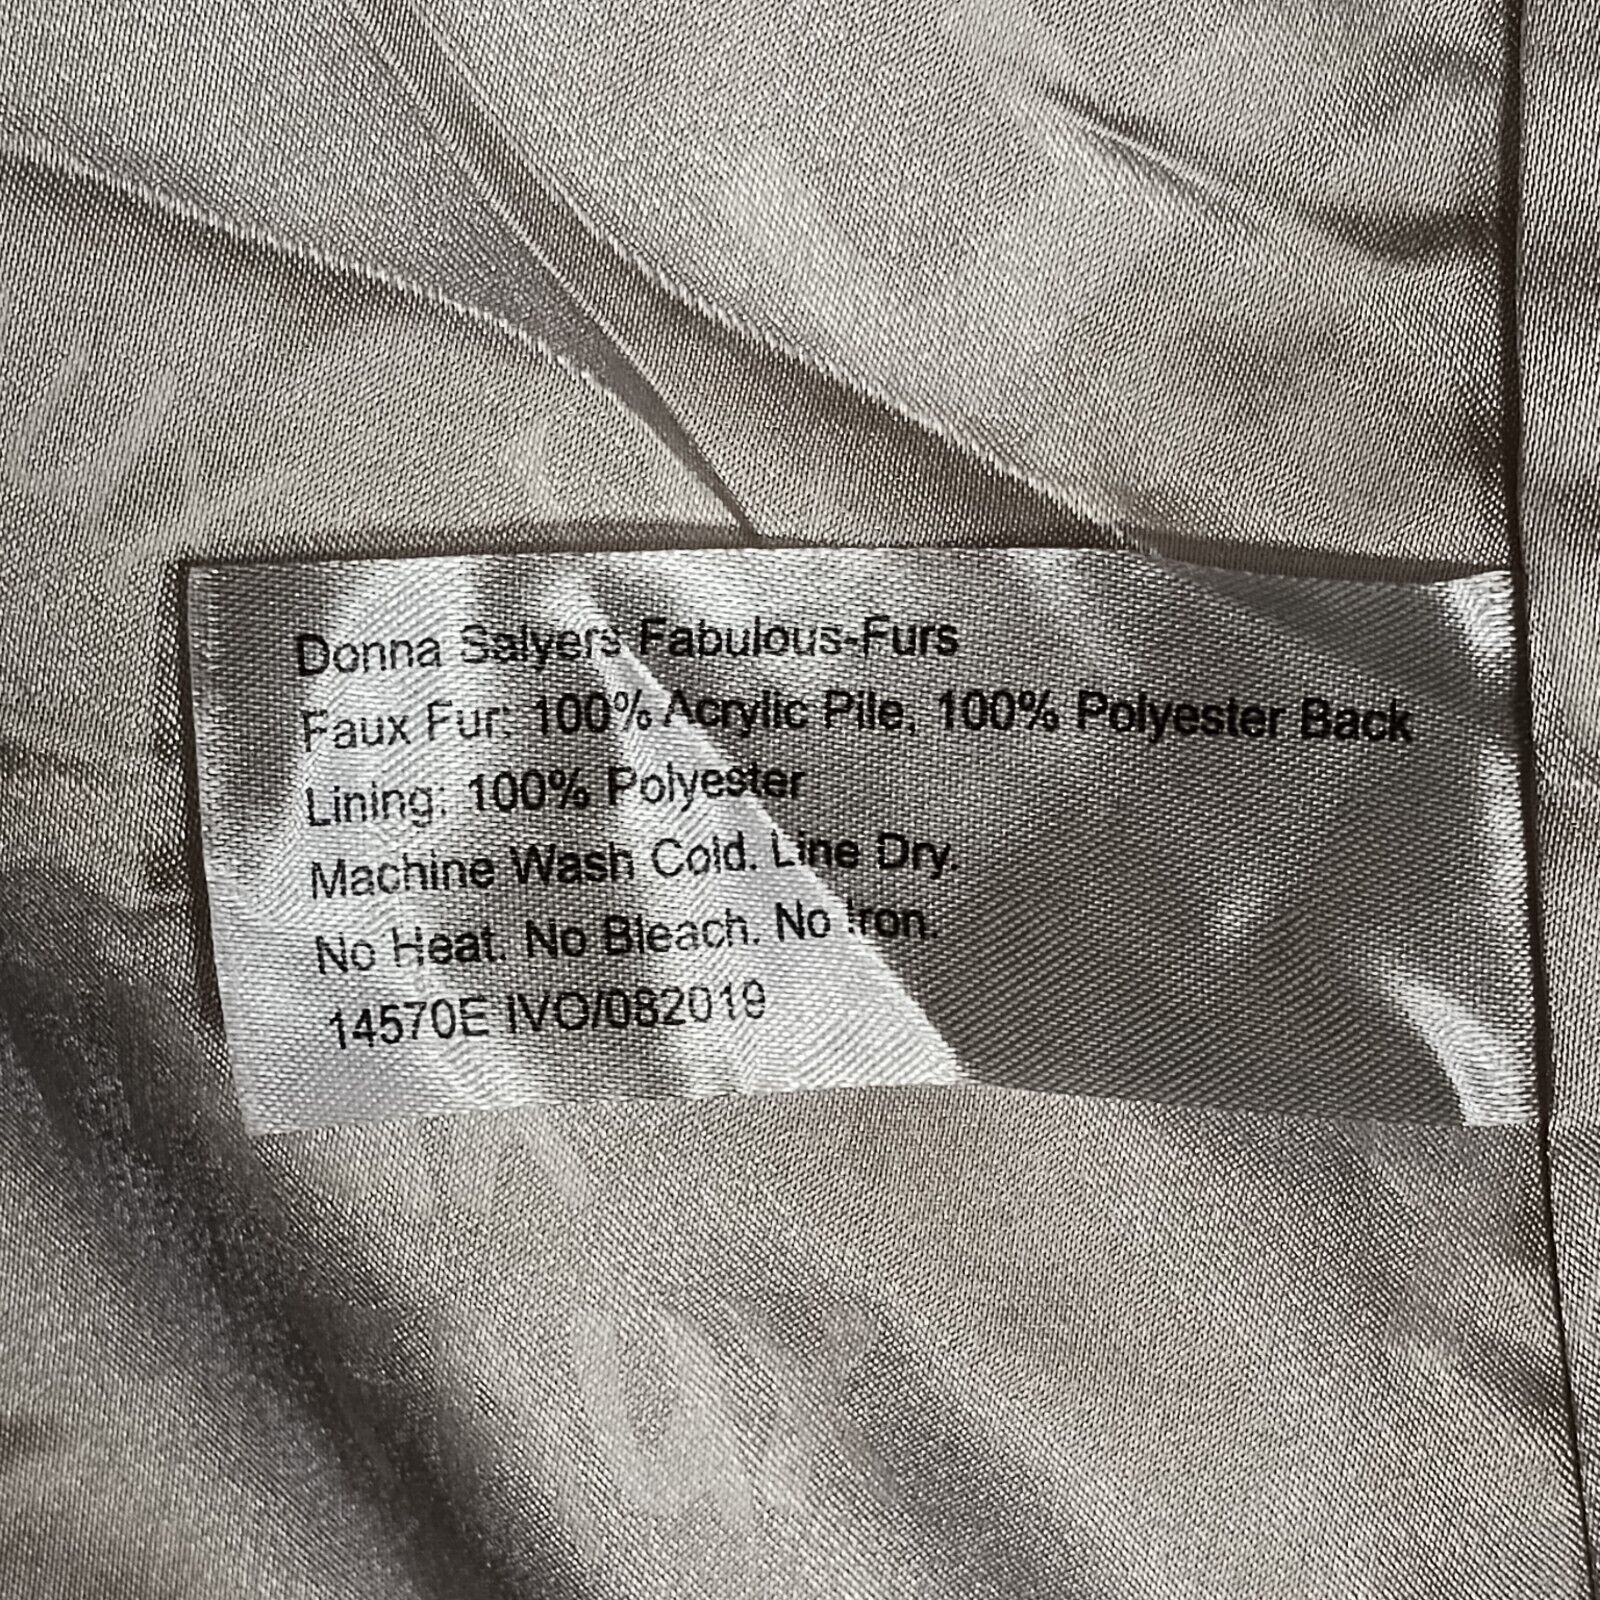 Donna Salyers Fabulous-Furs
Faux Fur: 100% Acrylic Pile, 100% Polyester Back
Lining: 100% Polyester
Machine Wash Cold. Line Dry.
No Heat. No Bleach. No Iron.
14570E IVO/082019